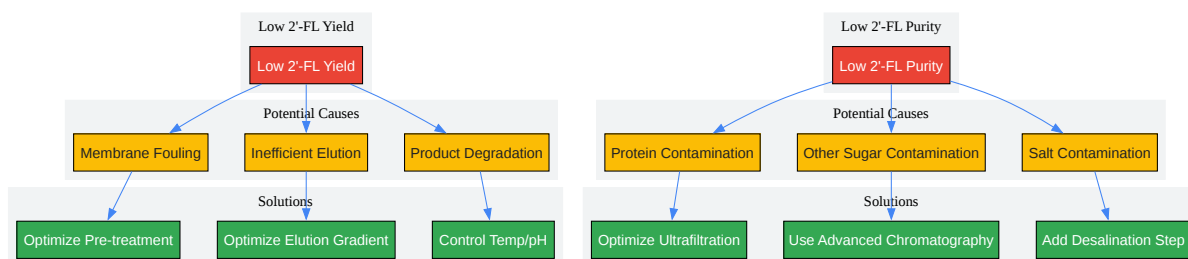 Low 2'-FL Yield
Low 2'-FL Yield
Potential Causes
Membrane Fouling
Inefficient Elution
Product Degradation
Solutions
Optimize Pre-treatment
Optimize Elution Gradient
Control Temp/pH
Low 2'-FL Purity
Low 2'-FL Purity
Potential Causes
Protein Contamination
Other Sugar Contamination
Salt Contamination
Solutions
Optimize Ultrafiltration
Use Advanced Chromatography
Add Desalination Step